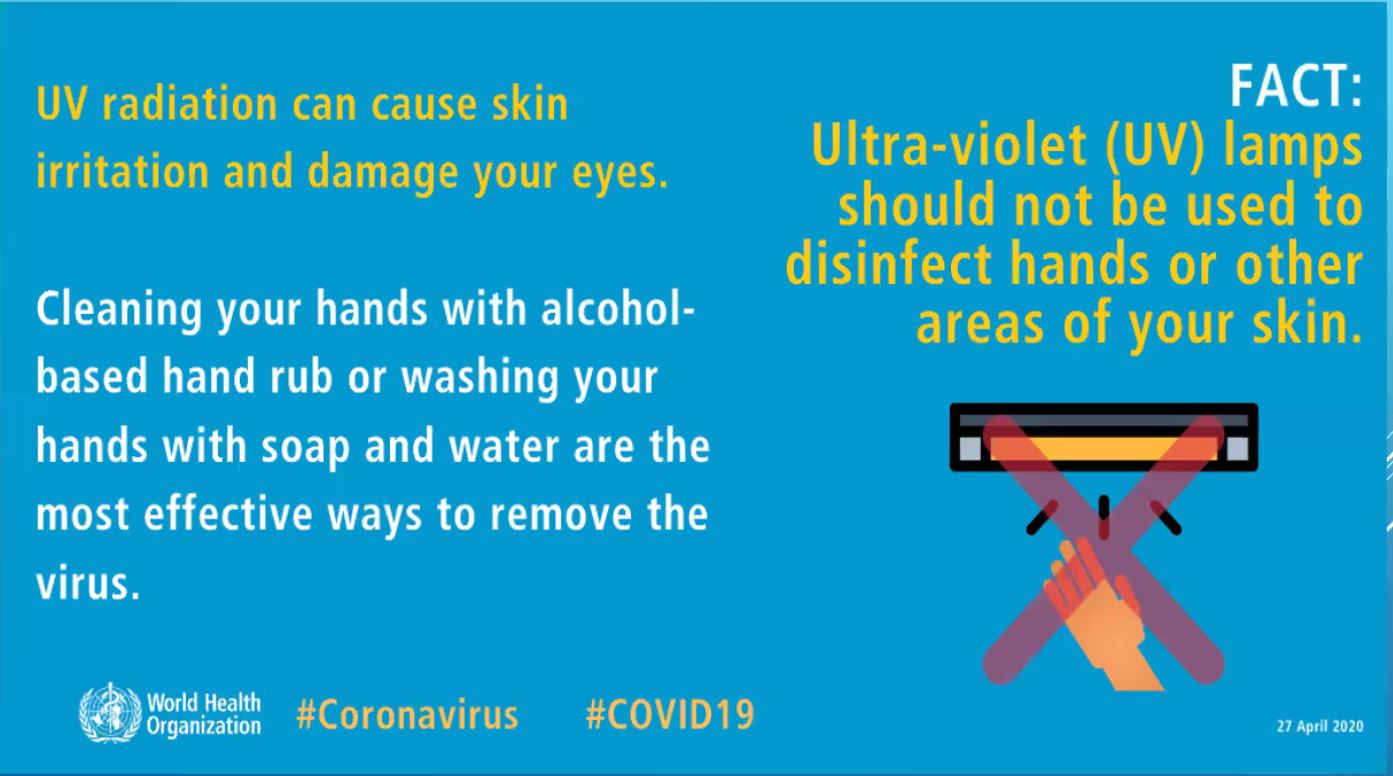 UV radiation can cause skin
irritation and damage your eyes.
Cleaning your hands with alcohol-
based hand rub or washing your
hands with soap and water are the
most effective ways to remove the
virus.
FACT:
Ultra-violet (UV) lamps
should not be used to
disinfect hands or other
areas of your skin.
World Health
Organization
#Coronavirus #COVID19
27 April 2020